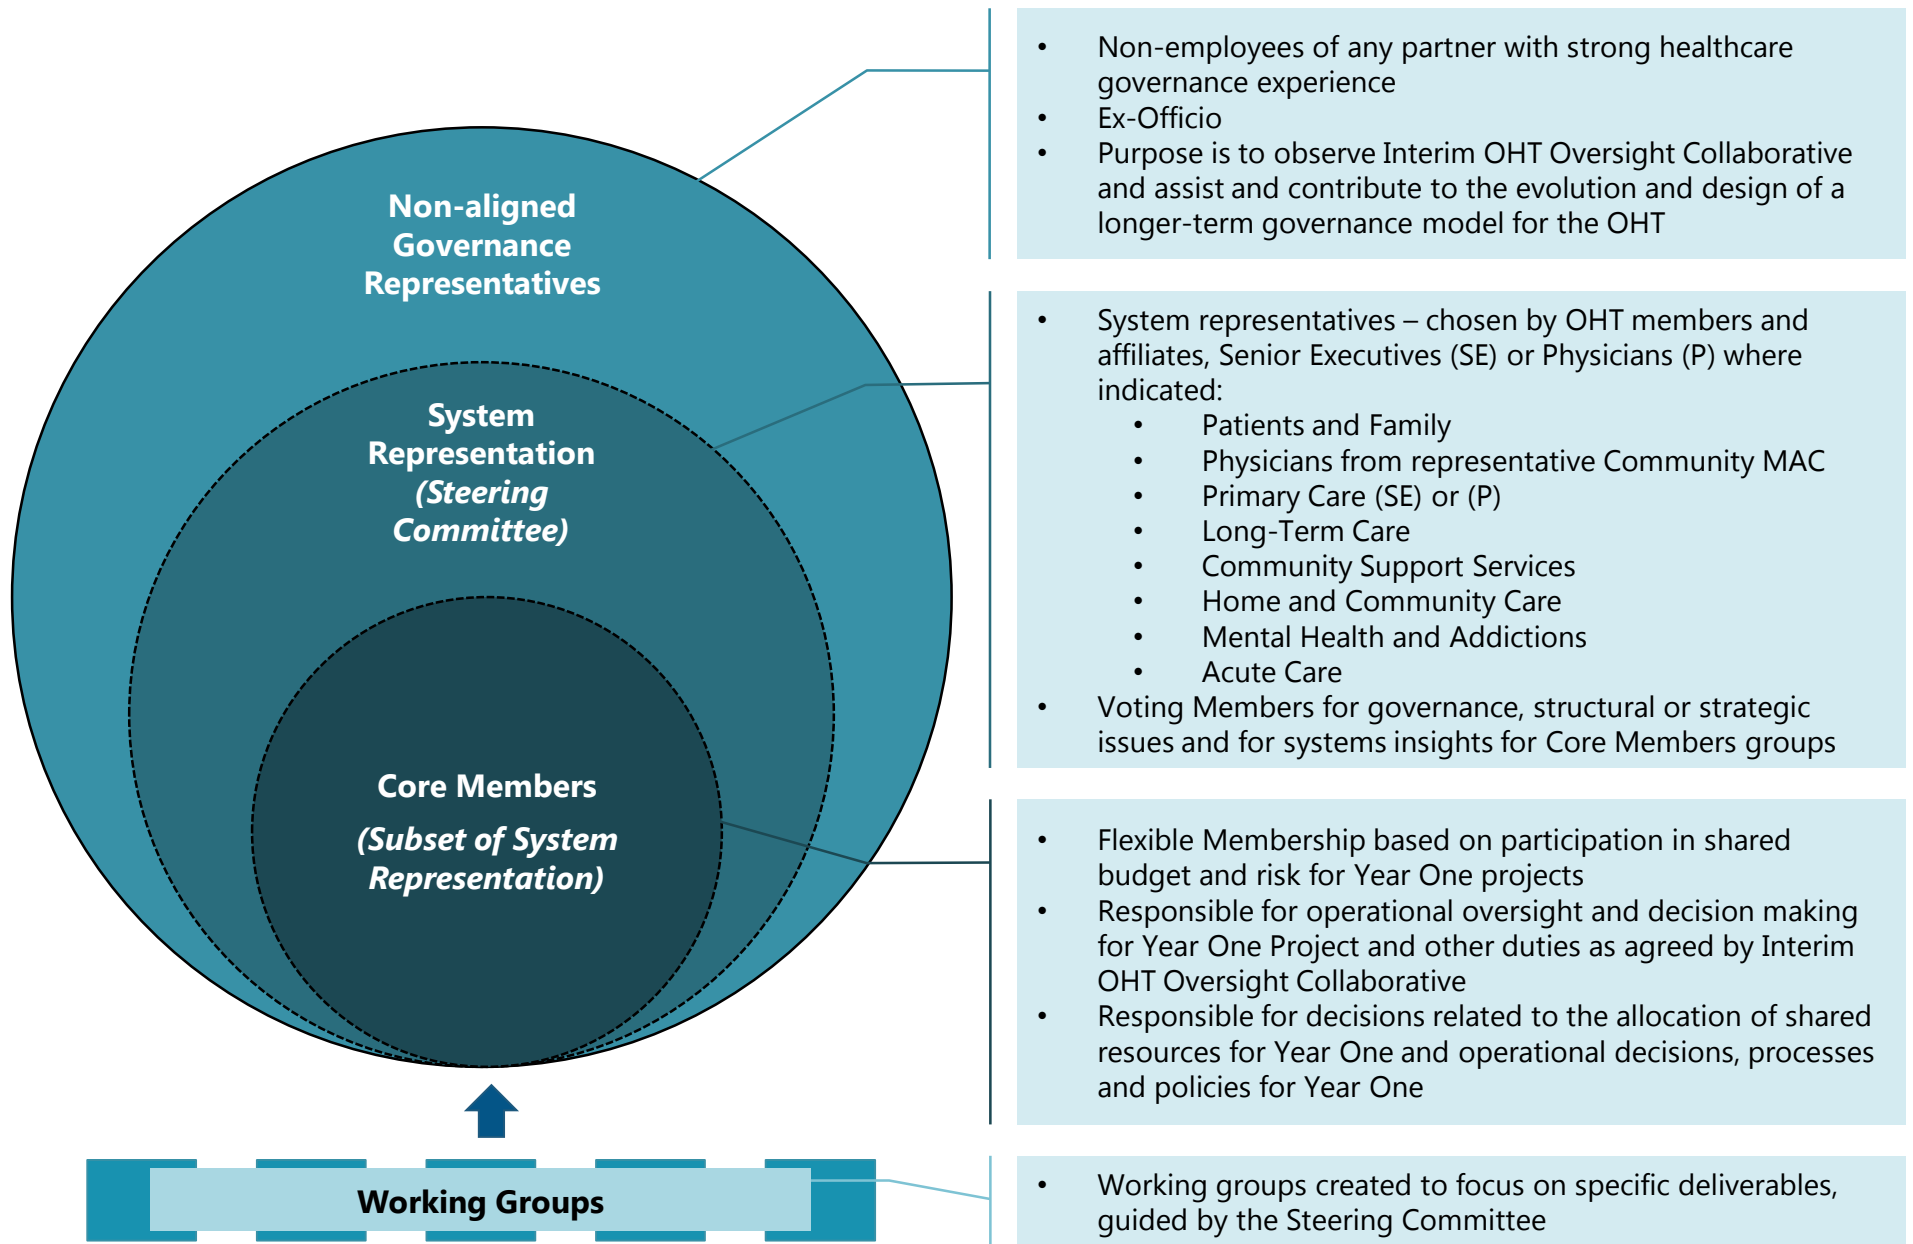 Non-aligned
Governance
Representatives
System
Representation
(Steering
Committee)
Core Members
(Subset of System
Representation)
Working Groups
• Non-employees of any partner with strong healthcare
governance experience
• Ex-Officio
• Purpose is to observe Interim OHT Oversight Collaborative
and assist and contribute to the evolution and design of a
longer-term governance model for the OHT
• System representatives – chosen by OHT members and
affiliates, Senior Executives (SE) or Physicians (P) where
indicated:
• Patients and Family
• Physicians from representative Community MAC
• Primary Care (SE) or (P)
• Long-Term Care
• Community Support Services
• Home and Community Care
• Mental Health and Addictions
• Acute Care
• Voting Members for governance, structural or strategic
issues and for systems insights for Core Members groups
• Flexible Membership based on participation in shared
budget and risk for Year One projects
• Responsible for operational oversight and decision making
for Year One Project and other duties as agreed by Interim
OHT Oversight Collaborative
• Responsible for decisions related to the allocation of shared
resources for Year One and operational decisions, processes
and policies for Year One
• Working groups created to focus on specific deliverables,
guided by the Steering Committee